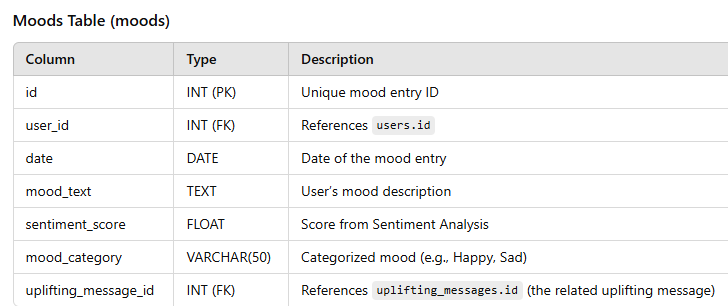 Moods Table (moods)
Column Type Description
id INT (PK) Unique mood entry ID
user_id INT (FK) References users.id
date DATE Date of the mood entry
mood_text TEXT User’s mood description
sentiment_score FLOAT Score from Sentiment Analysis
mood_category VARCHAR(50) Categorized mood (e.g., Happy, Sad)
uplifting_message_id INT (FK) References uplifting_messages.id (the related uplifting message)